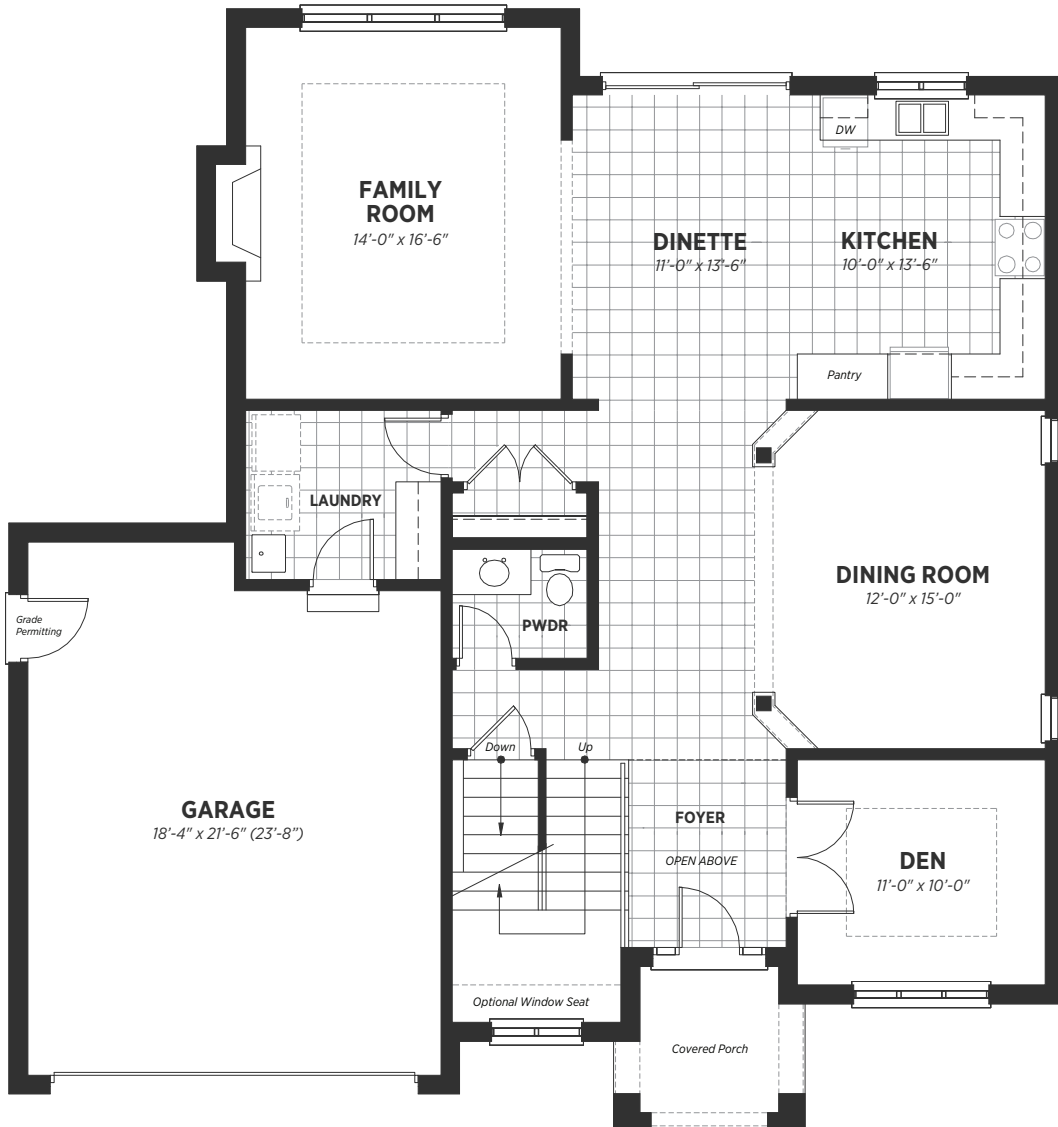 FAMILY
ROOM
14'-0" x 16'-6"
DINETTE
11'-0" x 13'-6"
KITCHEN
10'-0" x 13'-6"
DW
Pantry
LAUNDRY
PWDR
DINING ROOM
12'-0" x 15'-0"
Grade
Permitting
Down
Up
GARAGE
18'-4" x 21'-6" (23'-8")
FOYER
OPEN ABOVE
DEN
11'-0" x 10'-0"
Optional Window Seat
Covered Porch